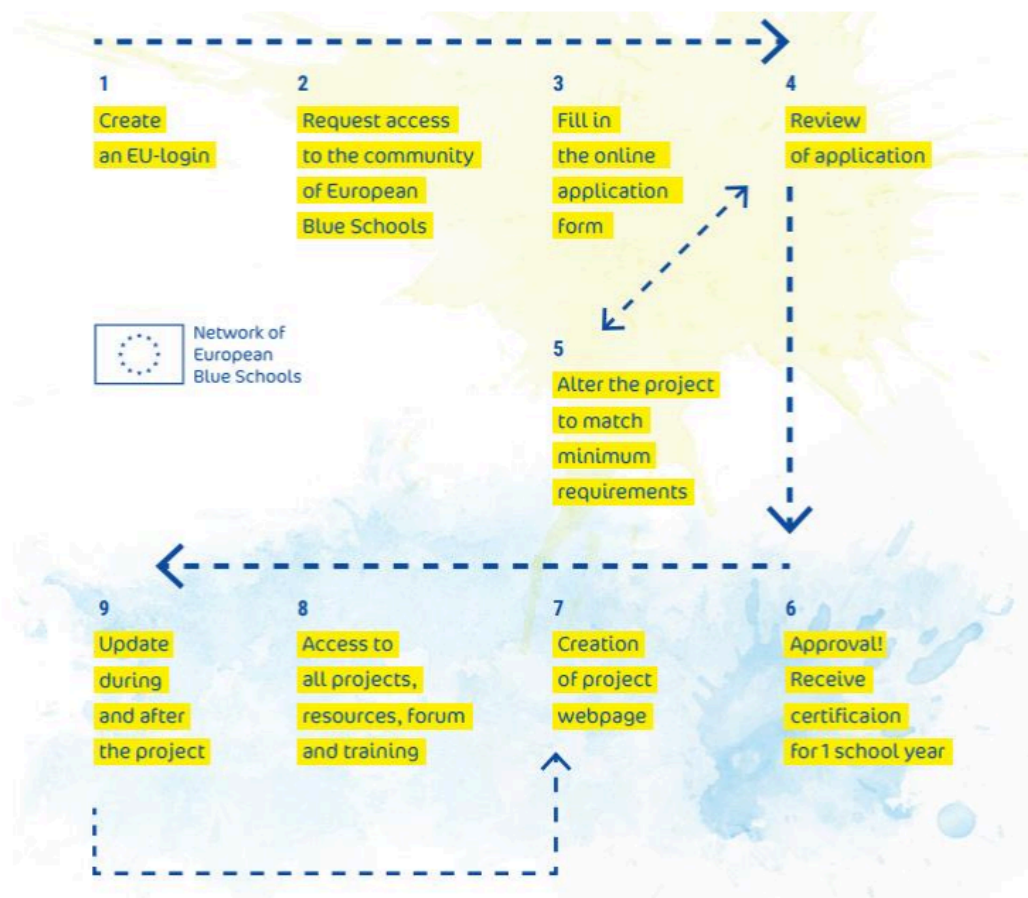 1
Create
an EU-login
2
Request access
to the community
of European
Blue Schools
3
Fill in
the online
application
form
4
Review
of application
Network of
European
Blue Schools
5
Alter the project
to match
minimum
requirements
9
Update
during
and after
the project
8
Access to
all projects,
resources, forum
and training
7
Creation
of project
webpage
6
Approval!
Receive
certificaion
for 1 school year